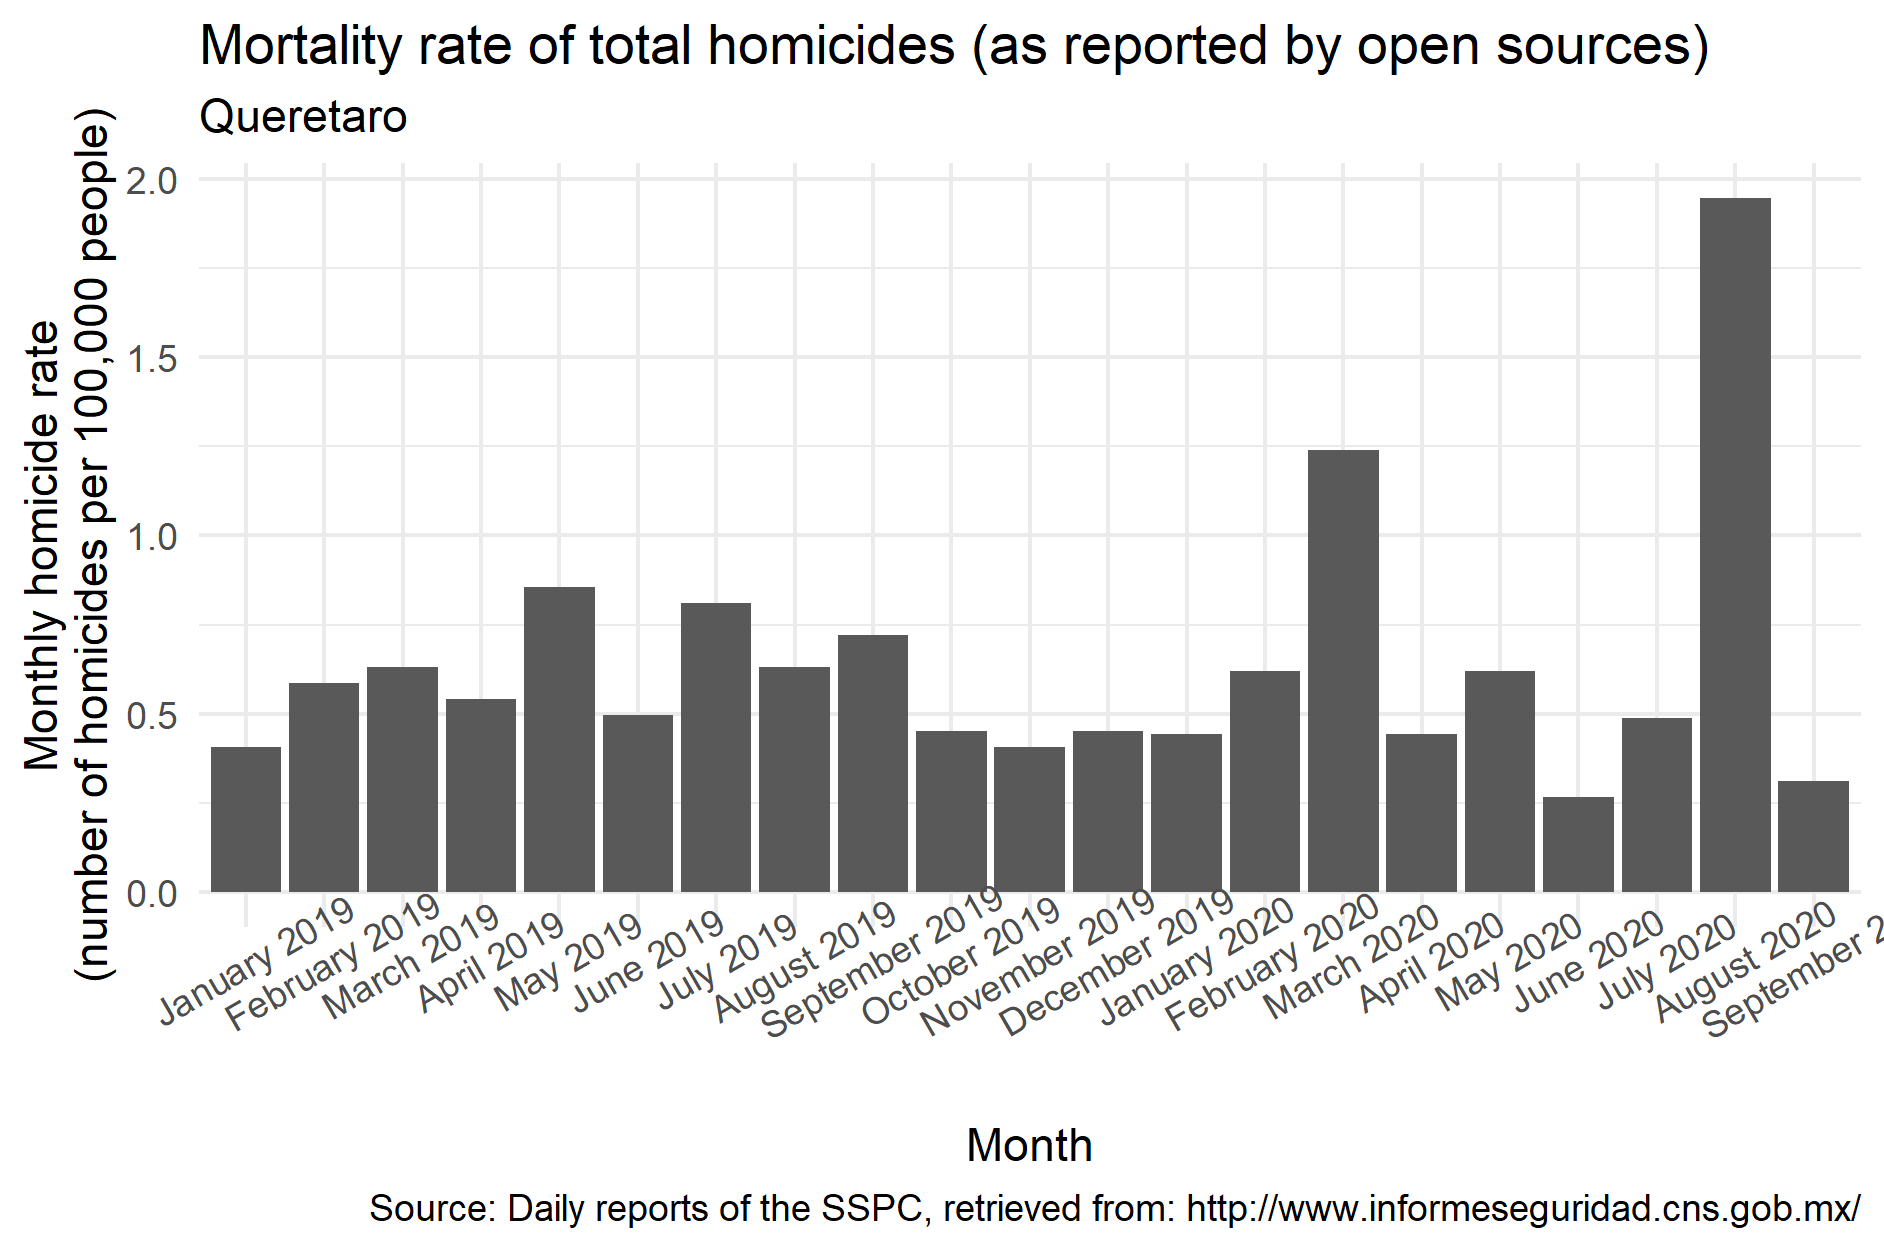 Mortality rate of total homicides (as reported by open sources)
Queretaro
Monthly homicide rate
(number of homicides per 100,000 people)
2.0
1.5
1.0
0.5
0.0
January 2019
February 2019
March 2019
April 2019
May 2019
June 2019
July 2019
August 2019
September 2019
October 2019
November 2019
December 2019
January 2020
February 2020
March 2020
April 2020
May 2020
June 2020
July 2020
August 2020
September 2
Month
Source: Daily reports of the SSPC, retrieved from: http://www.informeseguridad.cns.gob.mx/